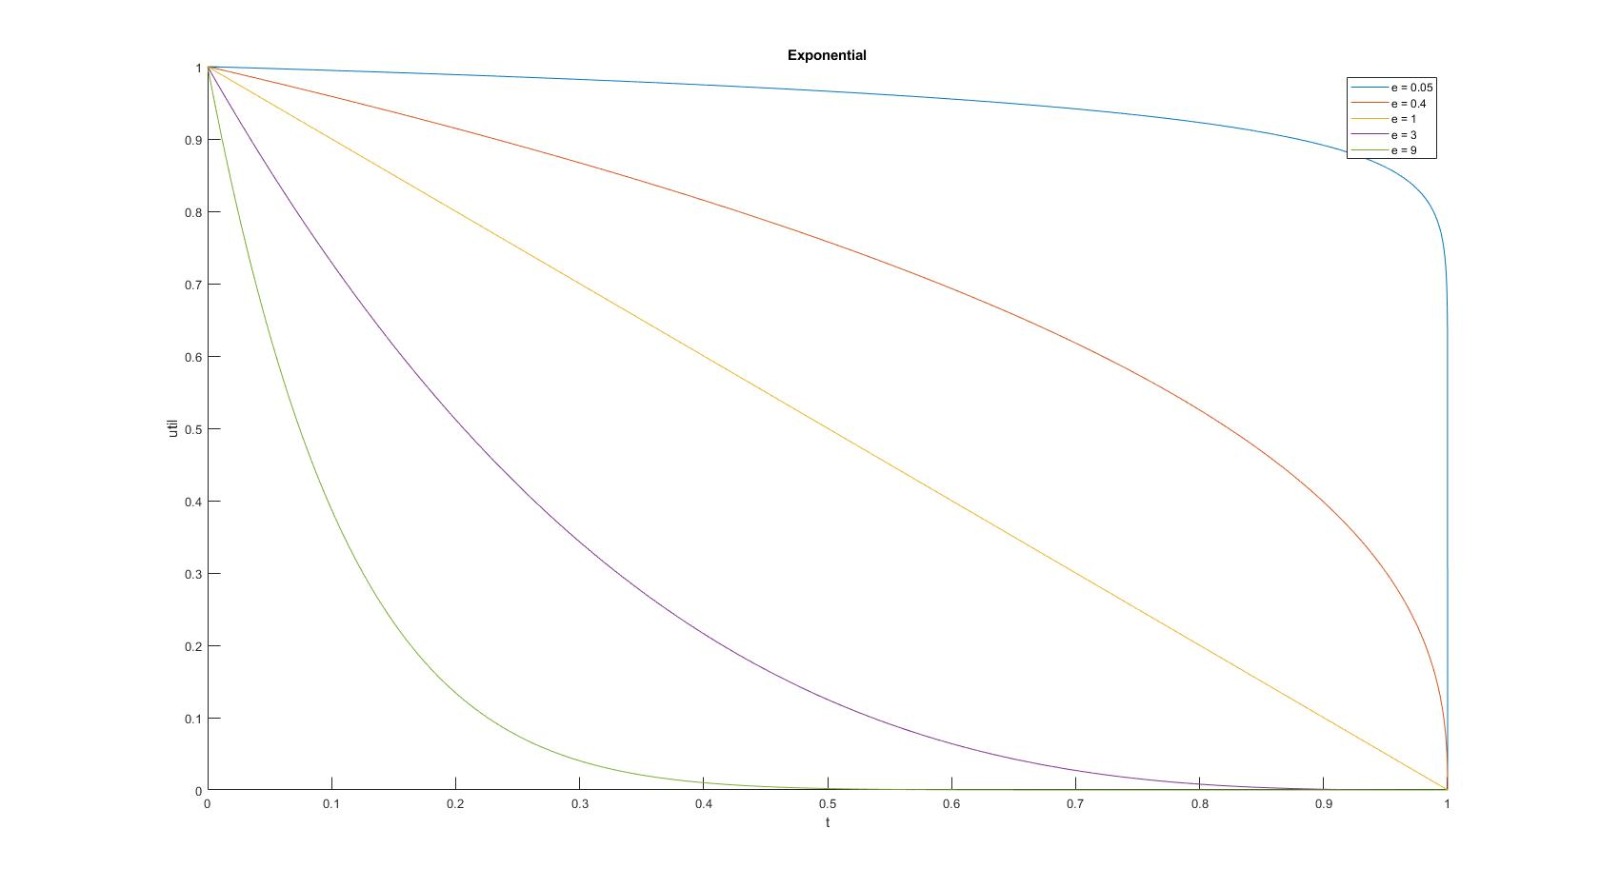 Exponential
e = 0.05
e = 0.4
e = 1
e = 3
e = 9
1
0.9
0.8
0.7
0.6
0.5
0.4
0.3
0.2
0.1
0
util
0 0.1 0.2 0.3 0.4 0.5 0.6 0.7 0.8 0.9 1
t